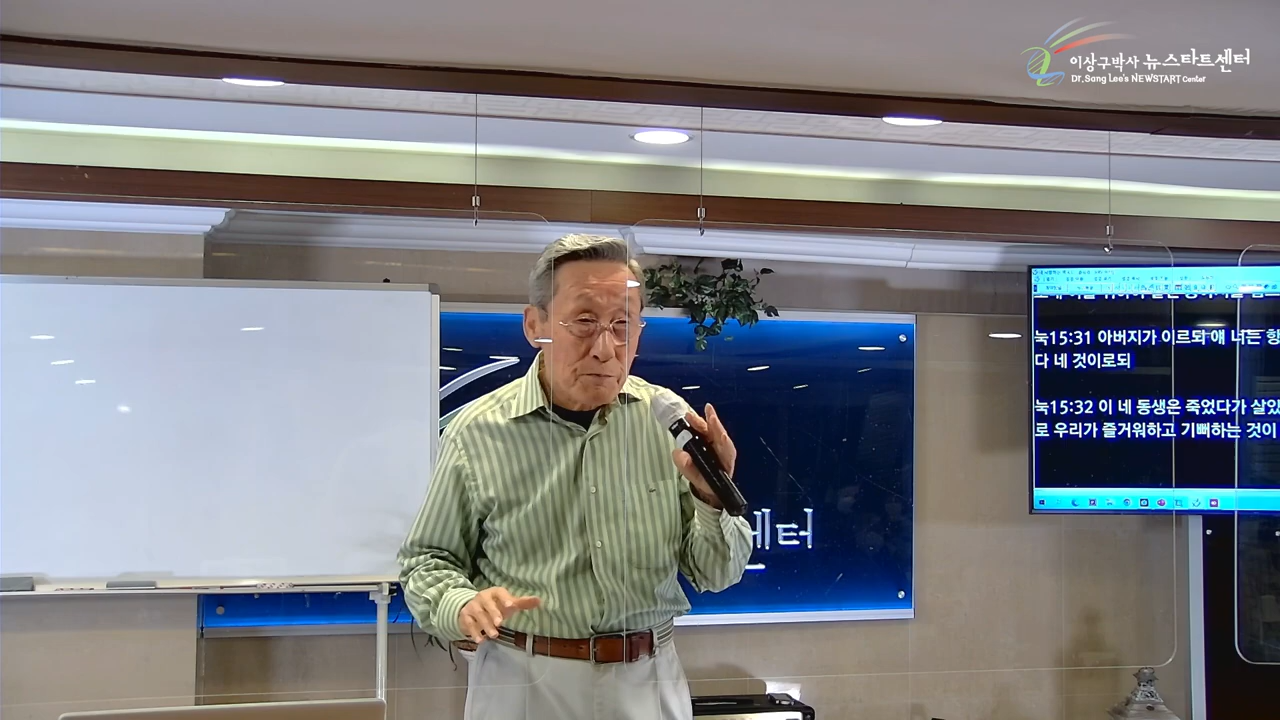 이상구박사 뉴스타트센터
Dr. Sang Lee's NEWSTART Center
눅15:31 아버지가 이르되 얘 너는 항
다 네 것이로되
눅15:32 이 네 동생은 죽었다가 살았
로 우리가 즐거워하고 기뻐하는 것이
센터